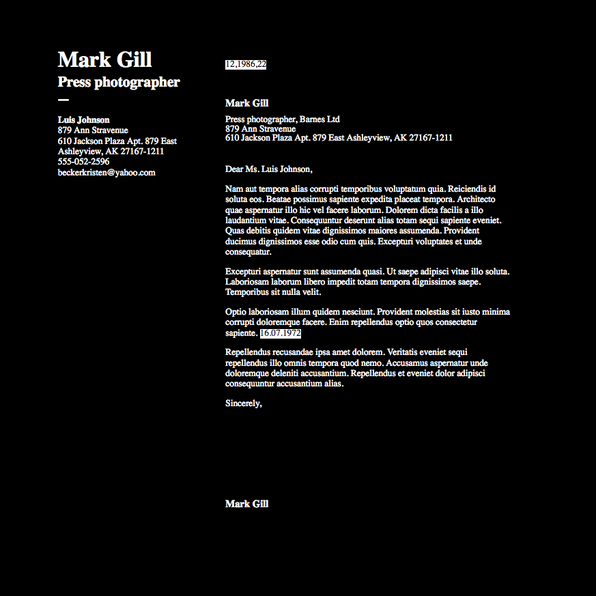 Mark Gill
Press photographer
Luis Johnson
879 Ann Stravenue
610 Jackson Plaza Apt. 879 East
Ashleyview, AK 27167-1211
555-052-2596
beckerkristen@yahoo.com
12,1986,22
Mark Gill
Press photographer, Barnes Ltd
879 Ann Stravenue
610 Jackson Plaza Apt. 879 East Ashleyview, AK 27167-1211
Dear Ms. Luis Johnson,
Nam aut tempora alias corrupti temporibus voluptatum quia. Reiciendis id
soluta eos. Beatae possimus sapiente expedita placeat tempora. Architecto
quae aspernatur illo hic vel facere laborum. Dolorem dicta facilis a illo
laudantium vitae. Consequuntur deserunt alias totam sequi sapiente eveniet.
Quas debitis quidem vitae dignissimos maiores assumenda. Provident
ducimus dignissimos esse odio cum quis. Excepturi voluptates et unde
consequatur.
Excepturi aspernatur sunt assumenda quasi. Ut saepe adipisci vitae illo soluta.
Laboriosam laborum libero impedit totam tempora dignissimos saepe.
Temporibus sit nulla velit.
Optio laboriosam illum quidem nesciunt. Provident molestias sit iusto minima
corrupti doloremque facere. Enim repellendus optio quos consectetur
sapiente. 16.07.1972
Repellendus recusandae ipsa amet dolorem. Veritatis eveniet sequi
repellendus illo omnis tempora quod nemo. Accusamus aspernatur unde
doloremque deleniti accusantium. Repellendus et eveniet dolor adipisci
consequuntur accusantium alias.
Sincerely,
Mark Gill